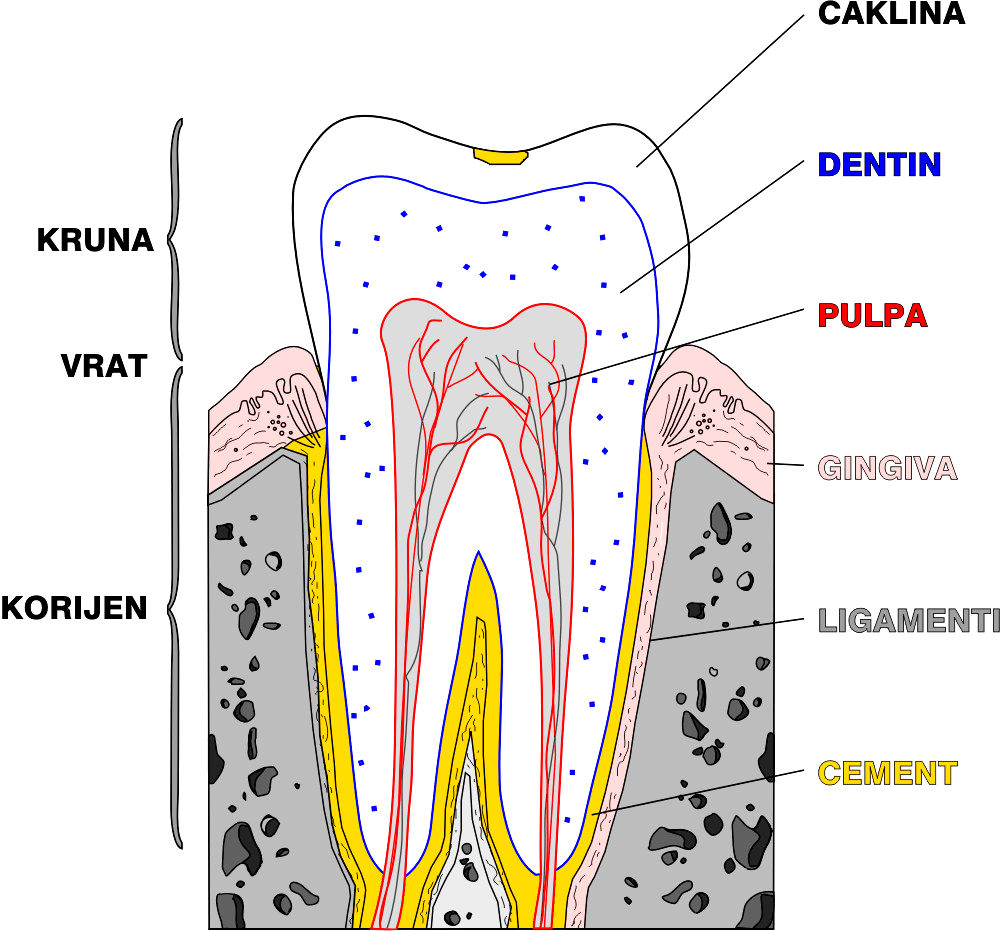 CAKLINA
DENTIN
KRUNA
PULPA
VRAT
GINGIVA
KORIJEN
LIGAMENTI
CEMENT